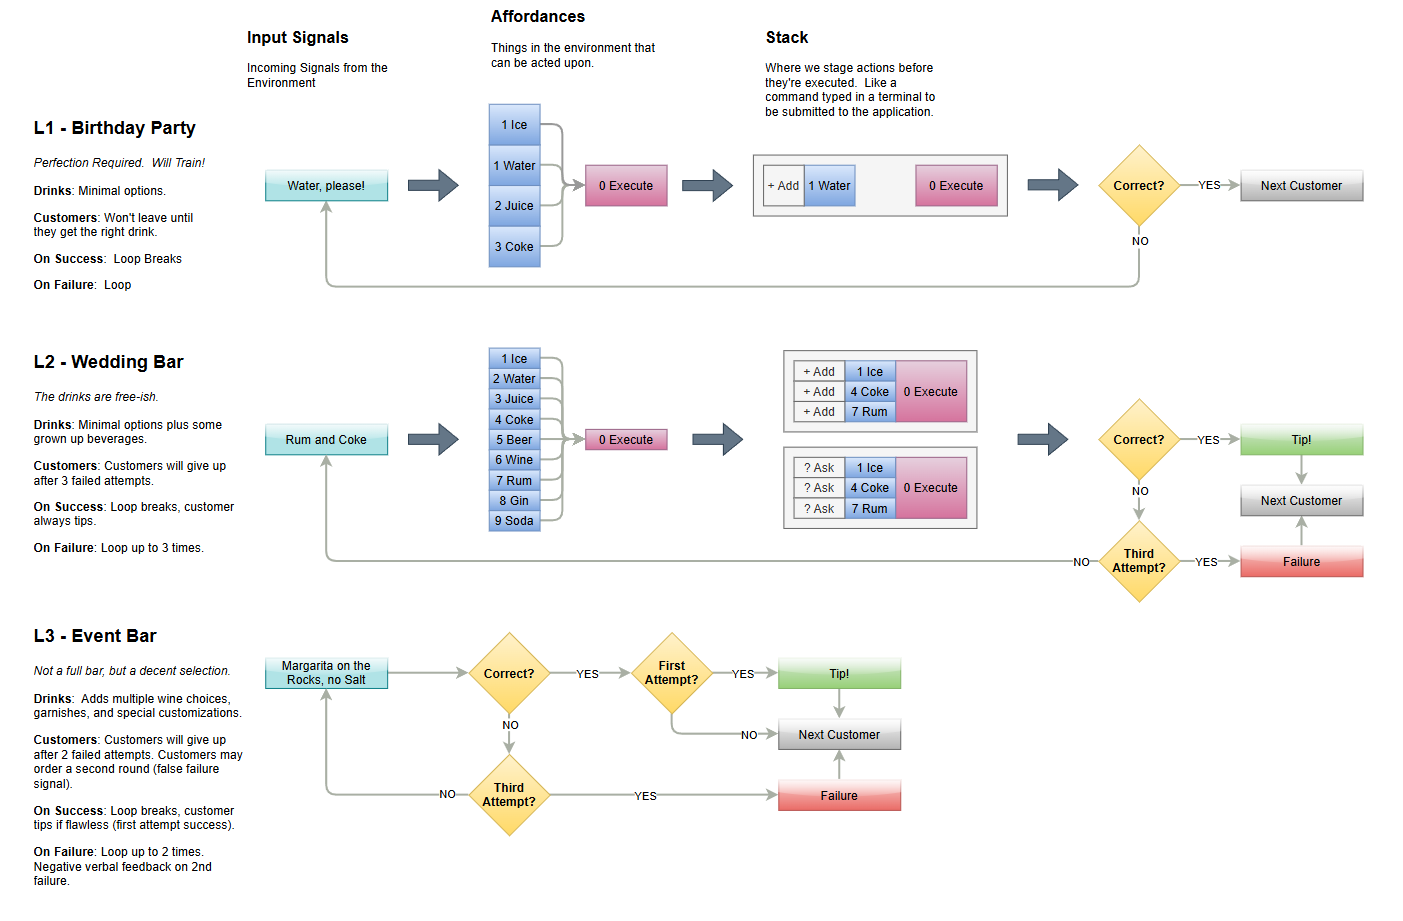 Input Signals
Incoming Signals from the
Environment
Affordances
Things in the environment that
can be acted upon.
Stack
Where we stage actions before
they're executed.  Like a
command typed in a terminal to
be submitted to the application.
L1 - Birthday Party
Perfection Required.  Will Train!
Drinks: Minimal options.
Customers: Won't leave until
they get the right drink.
On Success:  Loop Breaks
On Failure:  Loop
Water, please!
1 Ice
1 Water
2 Juice
3 Coke
0 Execute
+ Add
1 Water
0 Execute
Correct?
YES
Next Customer
NO
L2 - Wedding Bar
The drinks are free-ish.
Drinks: Minimal options plus some
grown up beverages.
Customers: Customers will give up
after 3 failed attempts.
On Success: Loop breaks, customer
always tips.
On Failure: Loop up to 3 times.
Rum and Coke
1 Ice
2 Water
3 Juice
4 Coke
5 Beer
6 Wine
7 Rum
8 Gin
9 Soda
0 Execute
+ Add 1 Ice
+ Add 4 Coke 0 Execute
+ Add 7 Rum
? Ask 1 Ice
? Ask 4 Coke 0 Execute
? Ask 7 Rum
Correct?
YES
Tip!
NO
Next Customer
Third
Attempt?
NO
YES
Failure
L3 - Event Bar
Not a full bar, but a decent selection.
Drinks:  Adds multiple wine choices,
garnishes, and special customizations.
Customers: Customers will give up
after 2 failed attempts. Customers may
order a second round (false failure
signal).
On Success: Loop breaks, customer
tips if flawless (first attempt success).
On Failure: Loop up to 2 times.
Negative verbal feedback on 2nd
failure.
Margarita on the
Rocks, no Salt
Correct?
YES
First
Attempt?
YES
Tip!
NO
NO
Next Customer
Third
Attempt?
NO
YES
Failure